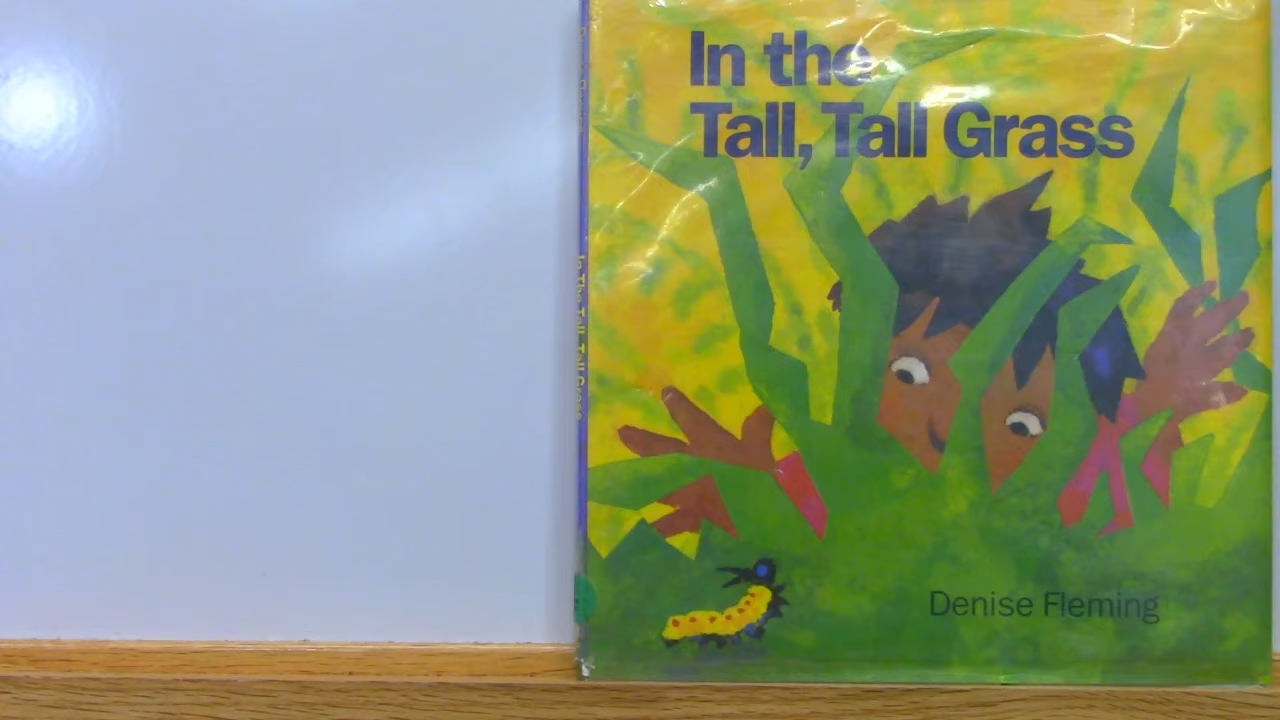 In the
Tall, Tall Grass
Denise Fleming
In The Tall, Tall Grass